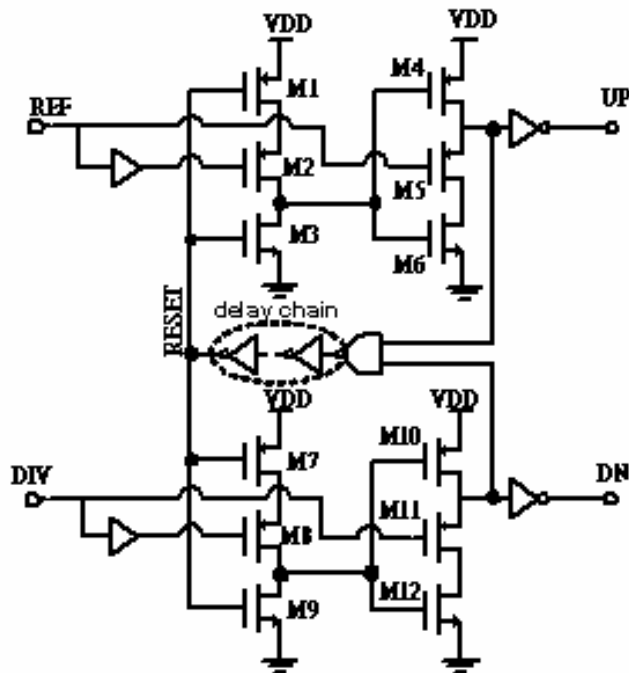 VDD VDD
M1 M4
REF UP
M2 M5
M3 M6
RESET
delay chain
VDD VDD
M7 M10
DIV DN
M8 M11
M9 M12